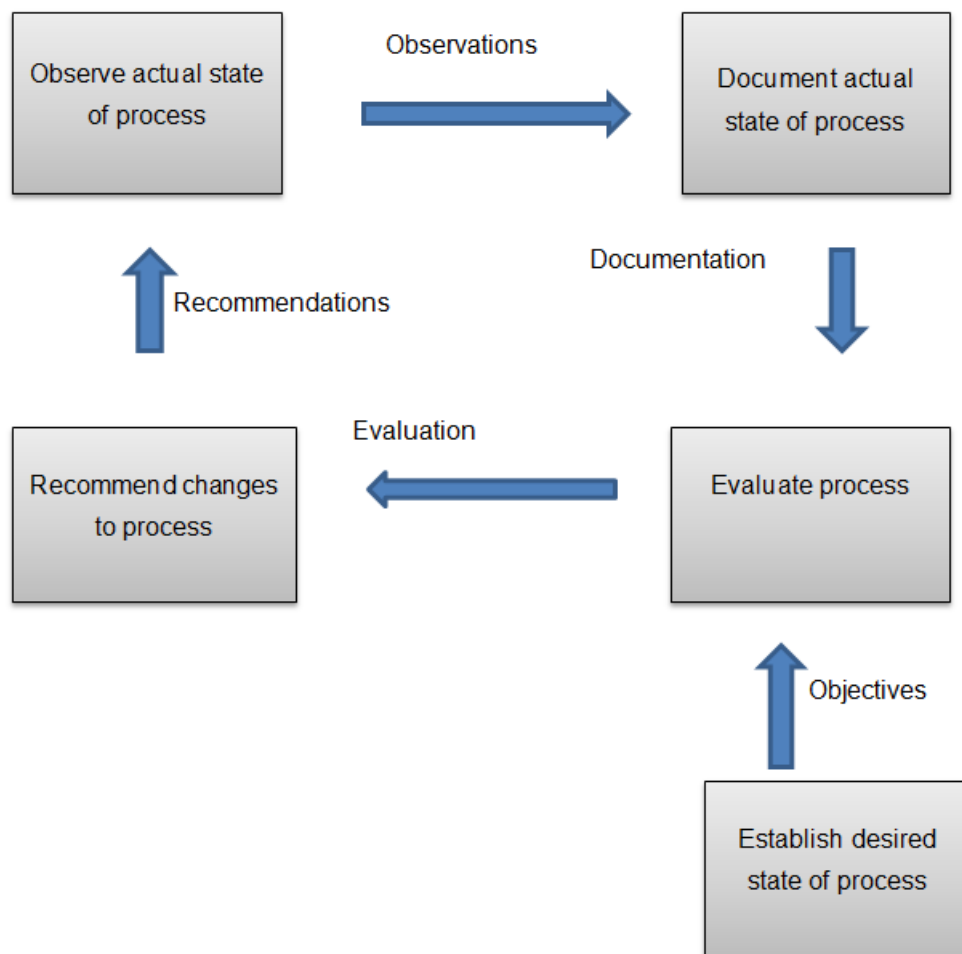 Observations
Observe actual state
of process
Document actual
state of process
Documentation
Recommendations
Evaluation
Recommend changes
to process
Evaluate process
Objectives
Establish desired
state of process